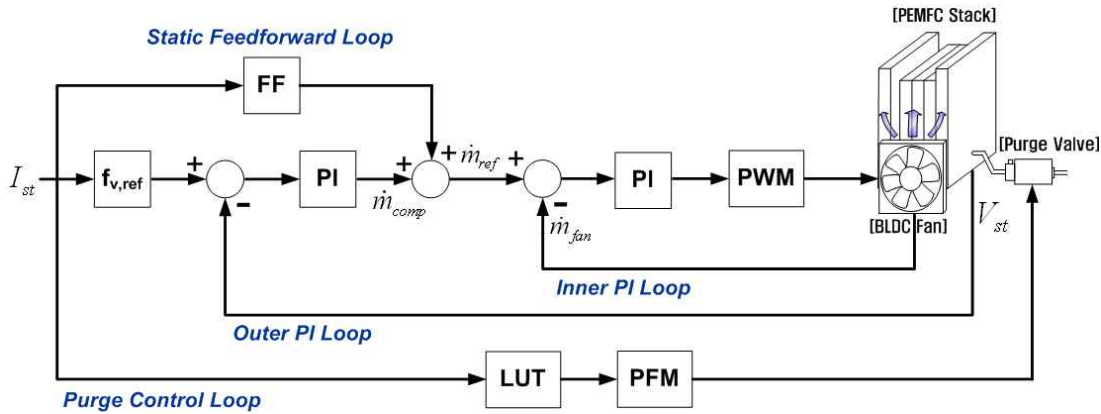 [PEMFC Stack]
Static Feedforward Loop
FF
[Purge Valve]
+ ṁ_ref
I_st
f_v,ref
+
-
PI
+
ṁ_comp
+
-
ṁ_fan
PI
PWM
[BLDC Fan]
V_st
Inner PI Loop
Outer PI Loop
LUT
PFM
Purge Control Loop